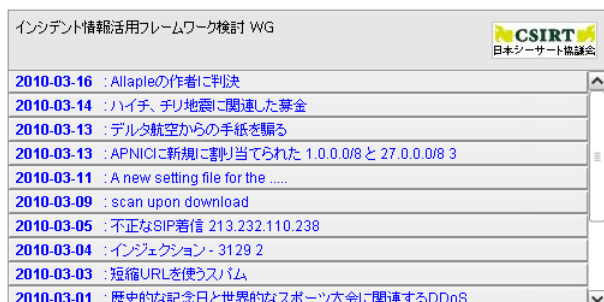 インシデント情報活用フレームワーク検討 WG
CSIRT
日本シーサート協議会
2010-03-16 : Allapleの作者に判決
2010-03-14 : ハイチ、チリ地震に関連した募金
2010-03-13 : デルタ航空からの手紙を騙る
2010-03-13 : APNICに新規に割り当てられた 1.0.0.0/8 と 27.0.0.0/8 3
2010-03-11 : A new setting file for the .....
2010-03-09 : scan upon download
2010-03-05 : 不正なSIP着信 213.232.110.238
2010-03-04 : インジェクション - 3129 2
2010-03-03 : 短縮URLを使うスパム
2010-03-01 : 歴史的な記念日と世界的なスポーツ大会に関連するDDoS